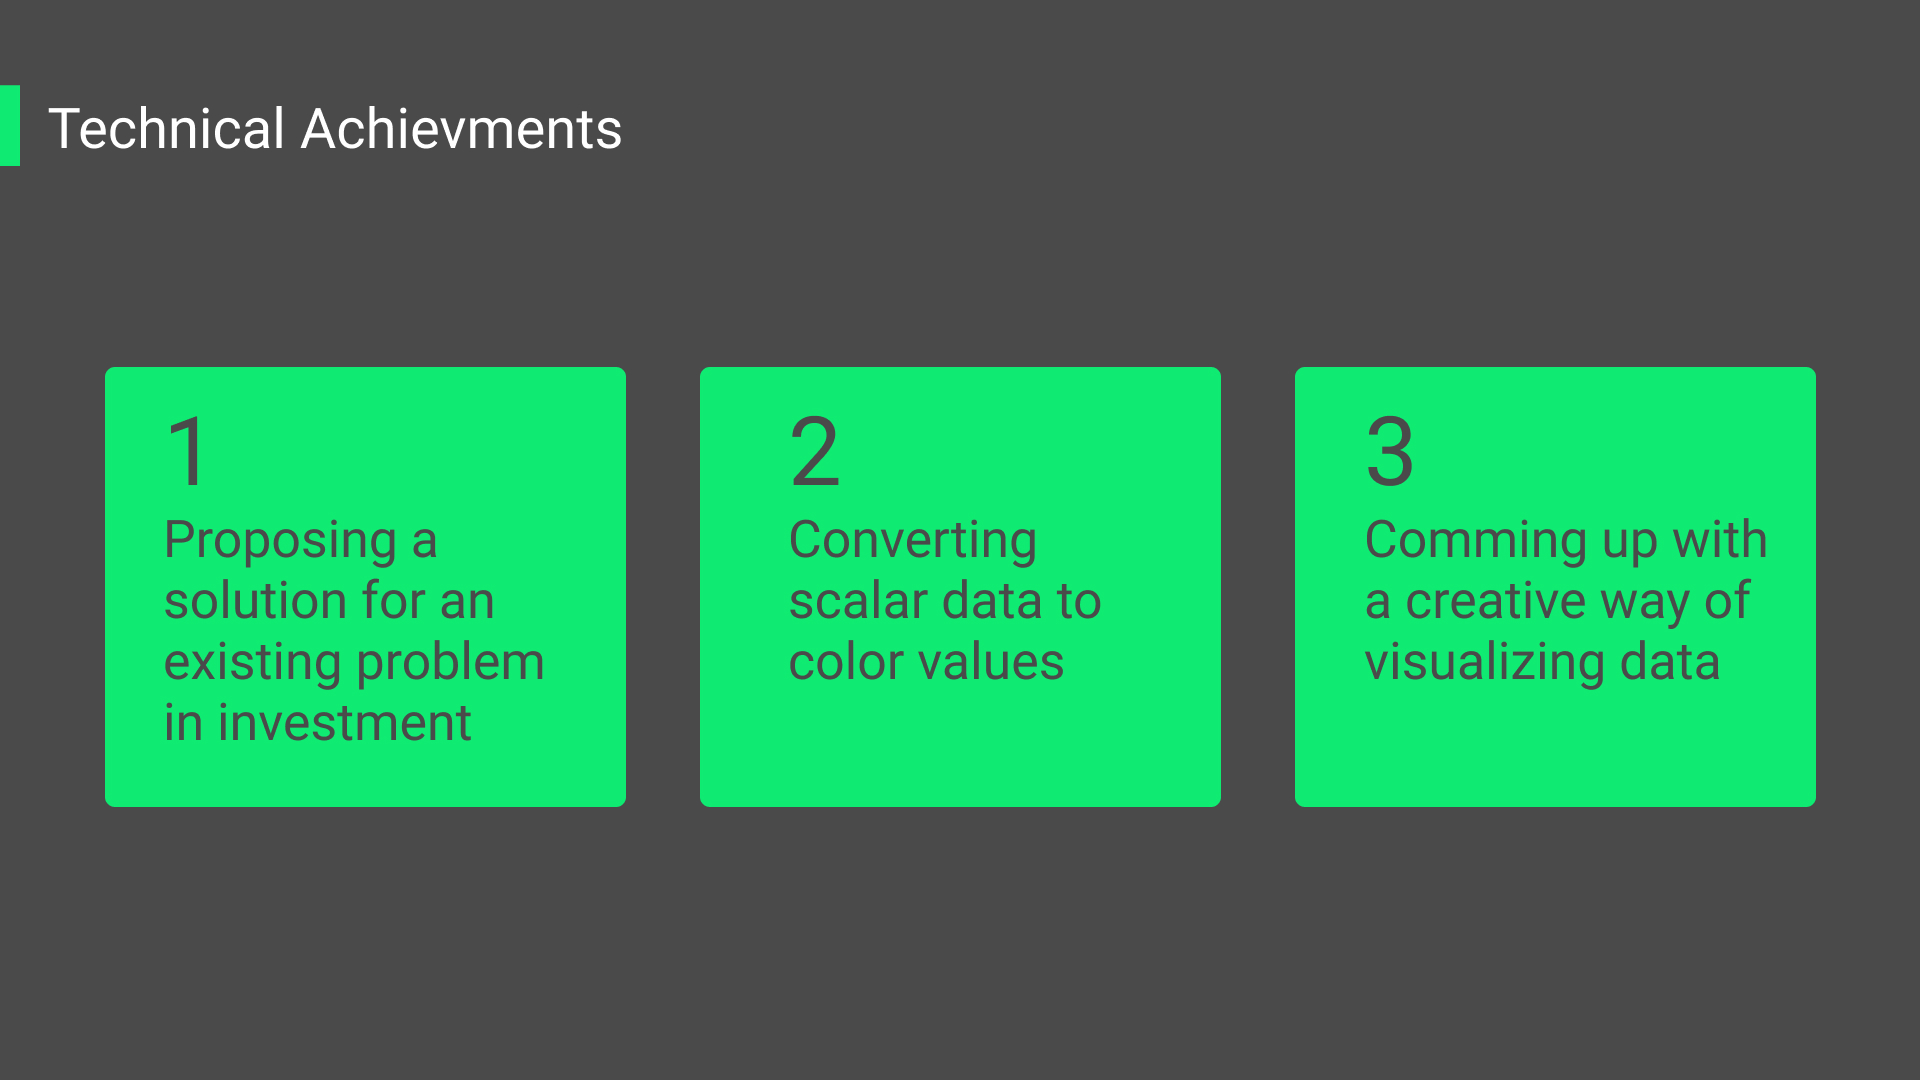 Technical Achievments
1
Proposing a
solution for an
existing problem
in investment
2
Converting
scalar data to
color values
3
Comming up with
a creative way of
visualizing data